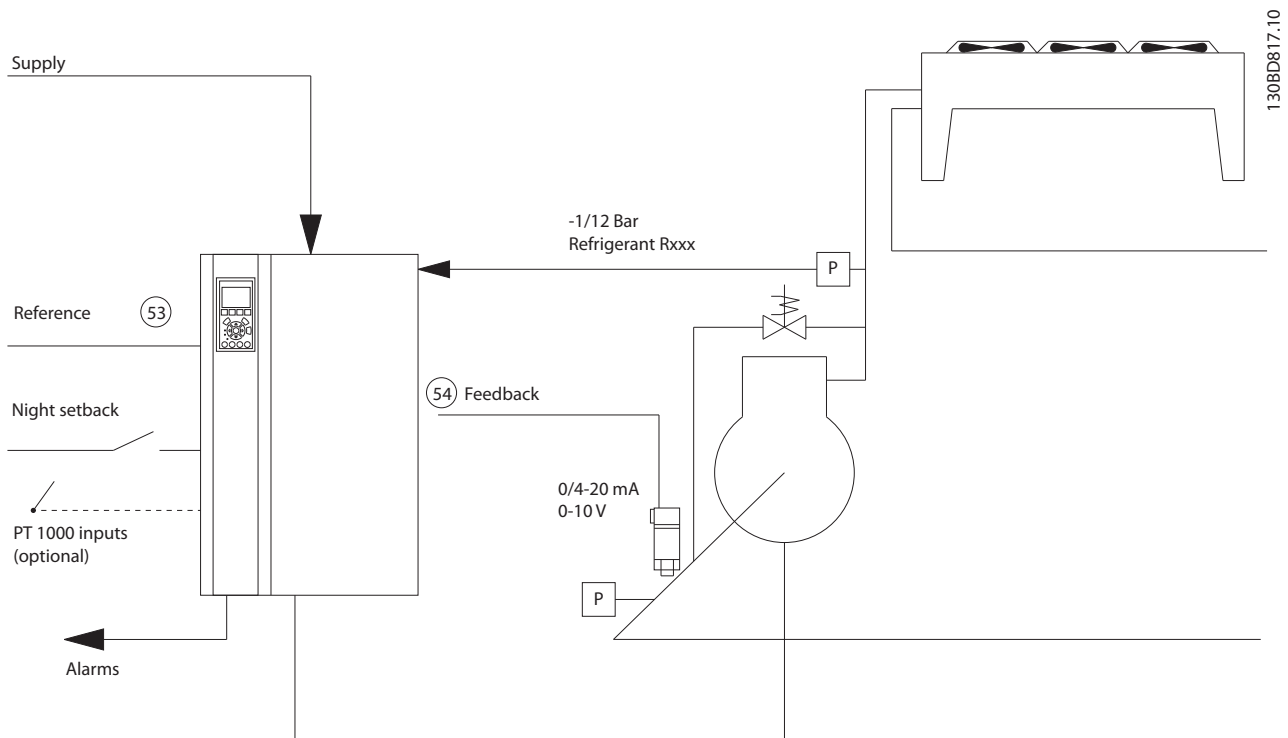 130BD817.10
Supply
-1/12 Bar
Refrigerant Rxxx
P
Reference
53
54 Feedback
Night setback
0/4-20 mA
0-10 V
PT 1000 inputs
(optional)
P
Alarms